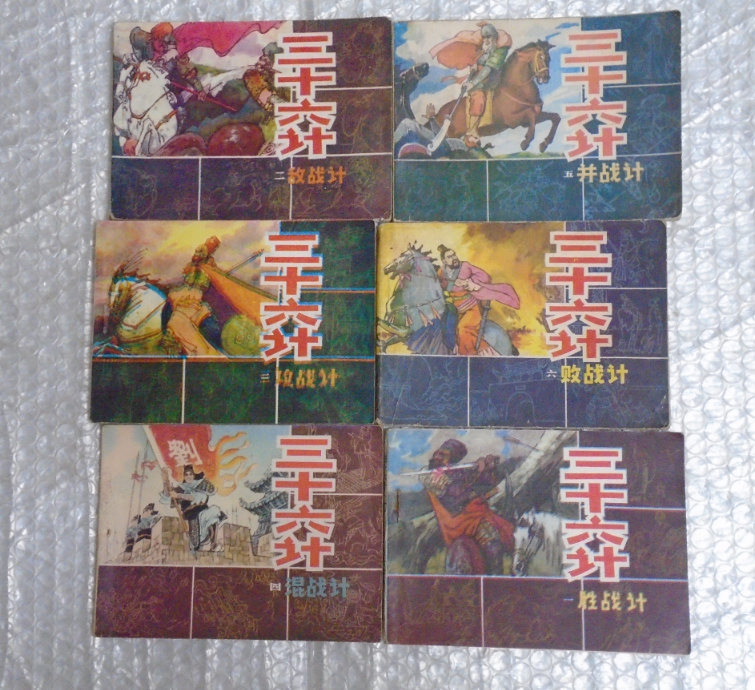 三十六计
二 敌战计
三十六计
五 并战计
三十六计
三 攻战计
三十六计
六 败战计
劉
三十六计
四 混战计
三十六计
一 胜战计